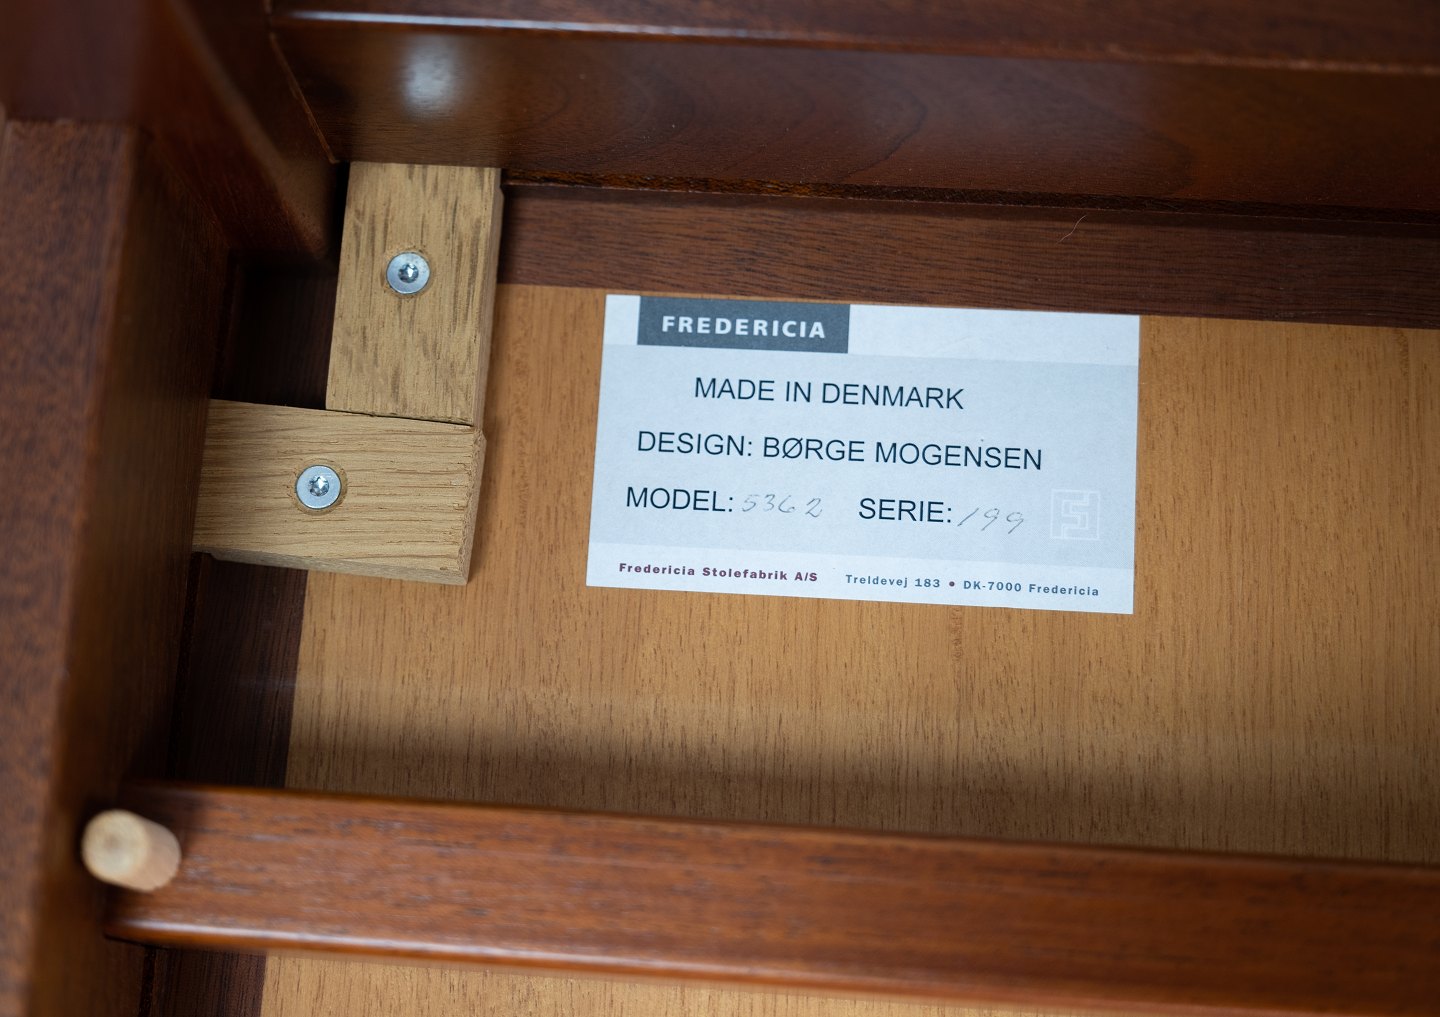 FREDERICIA
MADE IN DENMARK
DESIGN: BØRGE MOGENSEN
MODEL: 5362 SERIE: 199
Fredericia Stolefabrik A/S Treldevej 183 • DK-7000 Fredericia